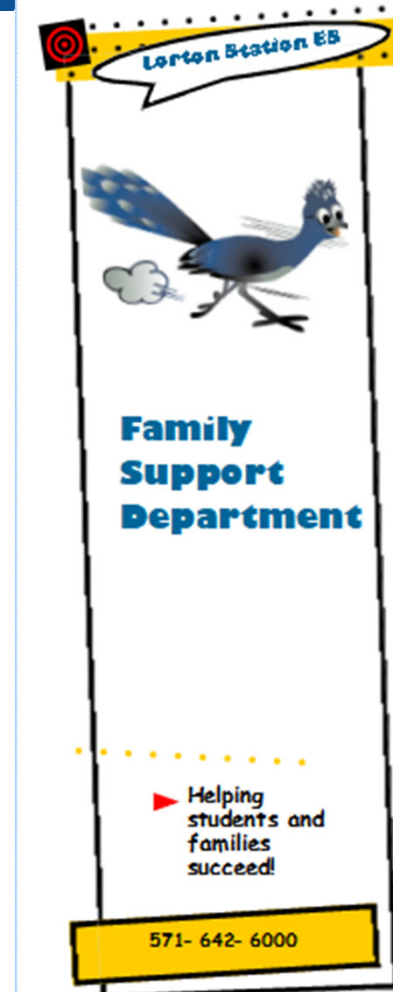 Lorton Station ES
Family
Support
Department
Helping
students and
families
succeed!
571- 642- 6000